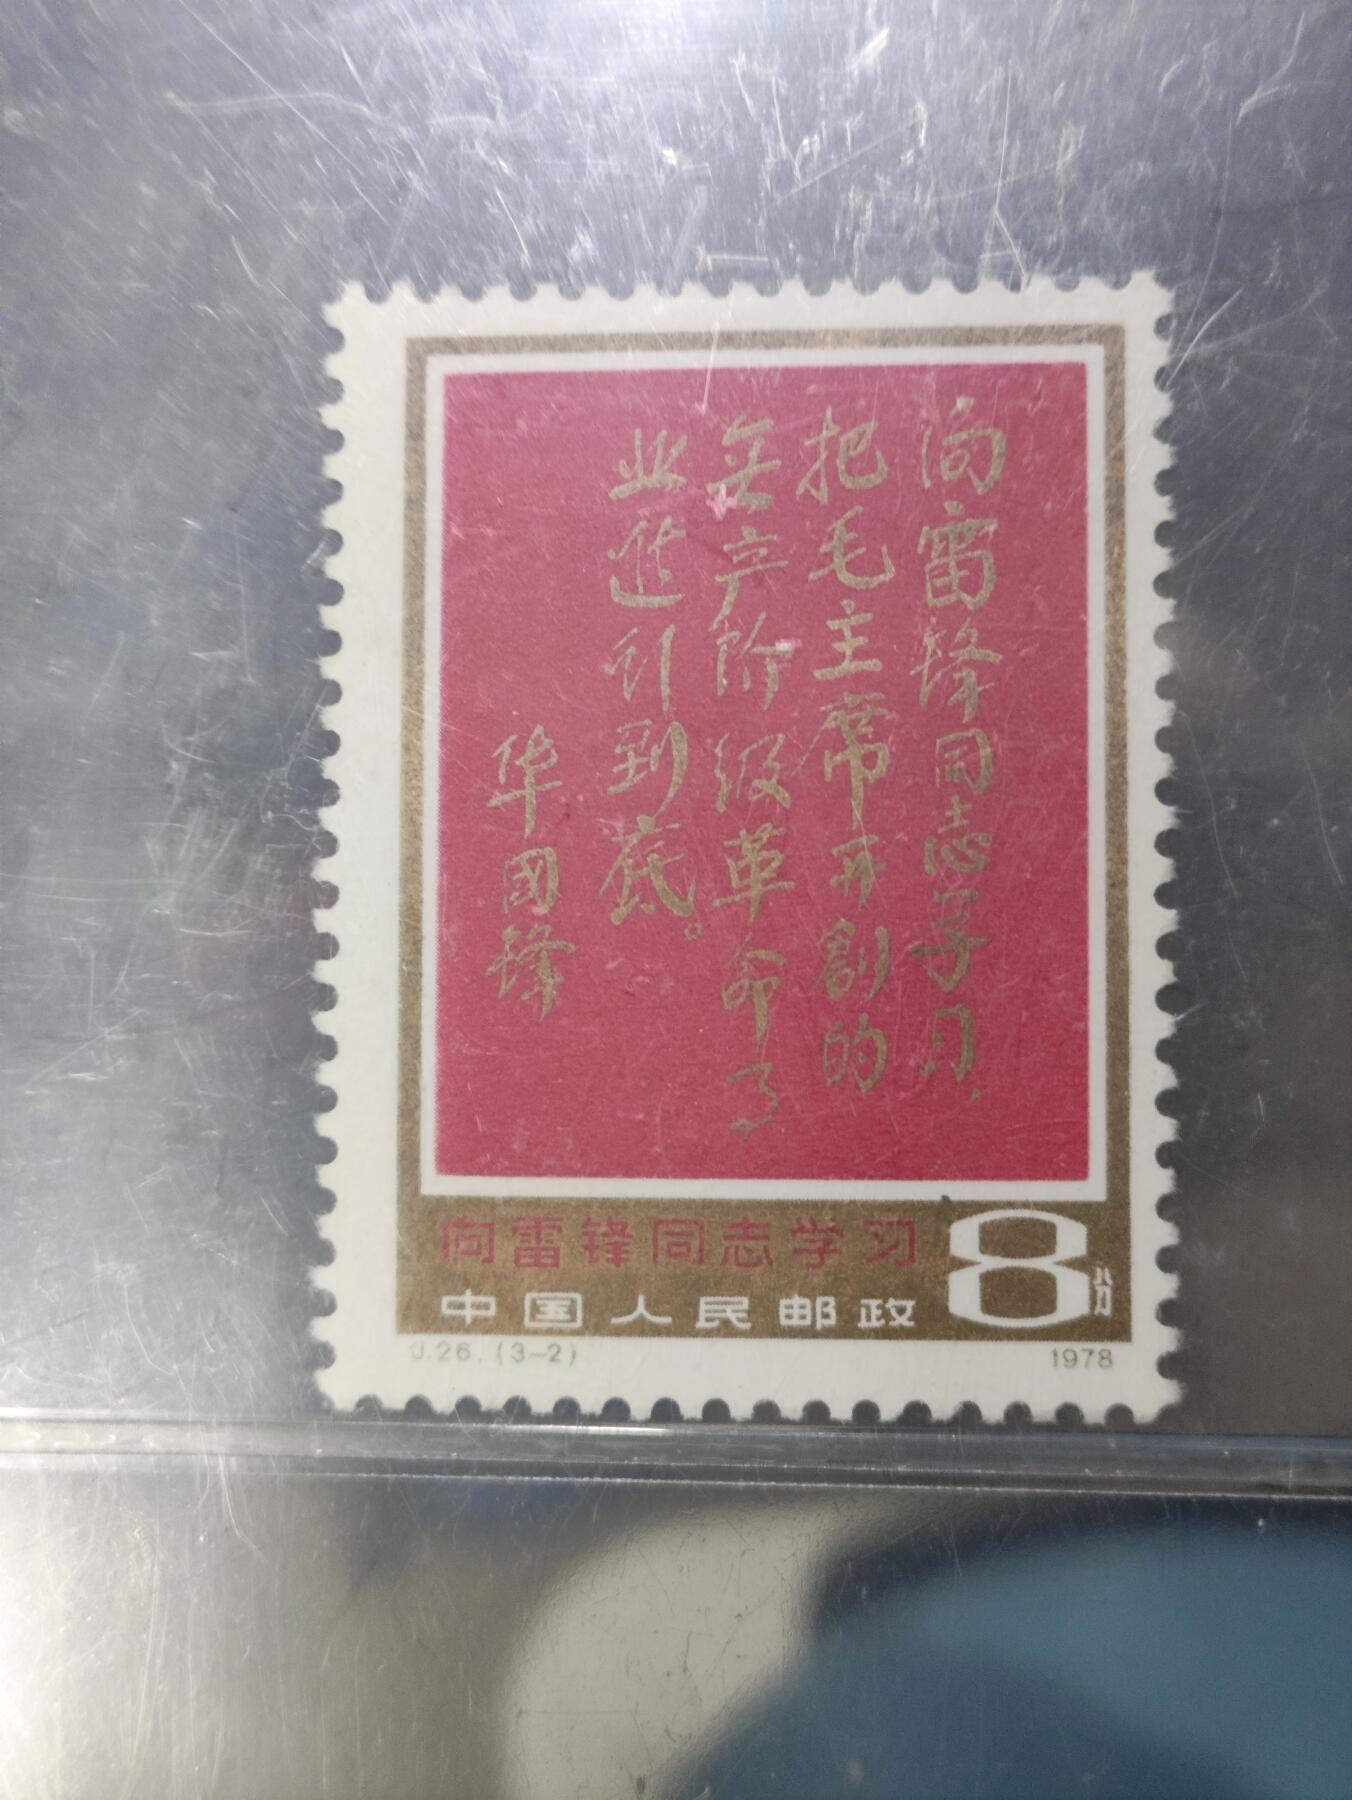 向雷锋同志学习，
把毛主席开創的
无产阶级革命事
业进行到底。
华國锋
向雷锋同志学习
中国人民邮政
8分
J.26.(3-2)
1978